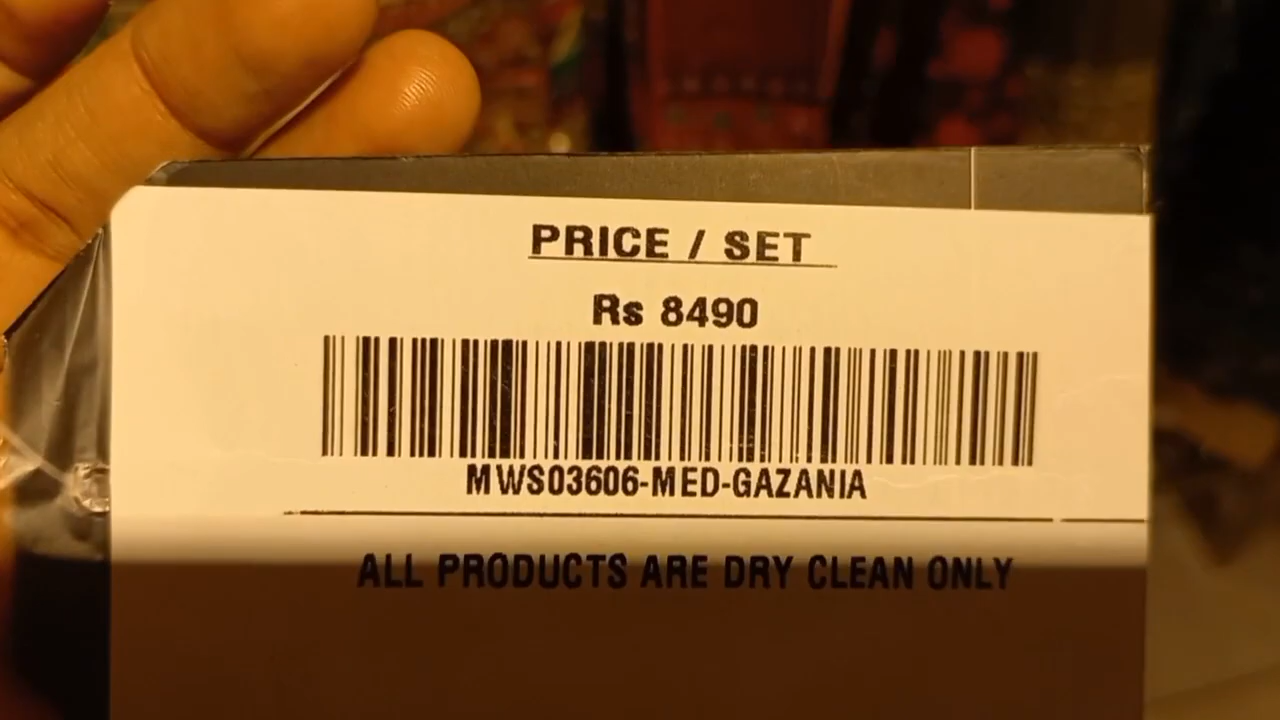 PRICE / SET
Rs 8490
MWS03606-MED-GAZANIA
ALL PRODUCTS ARE DRY CLEAN ONLY